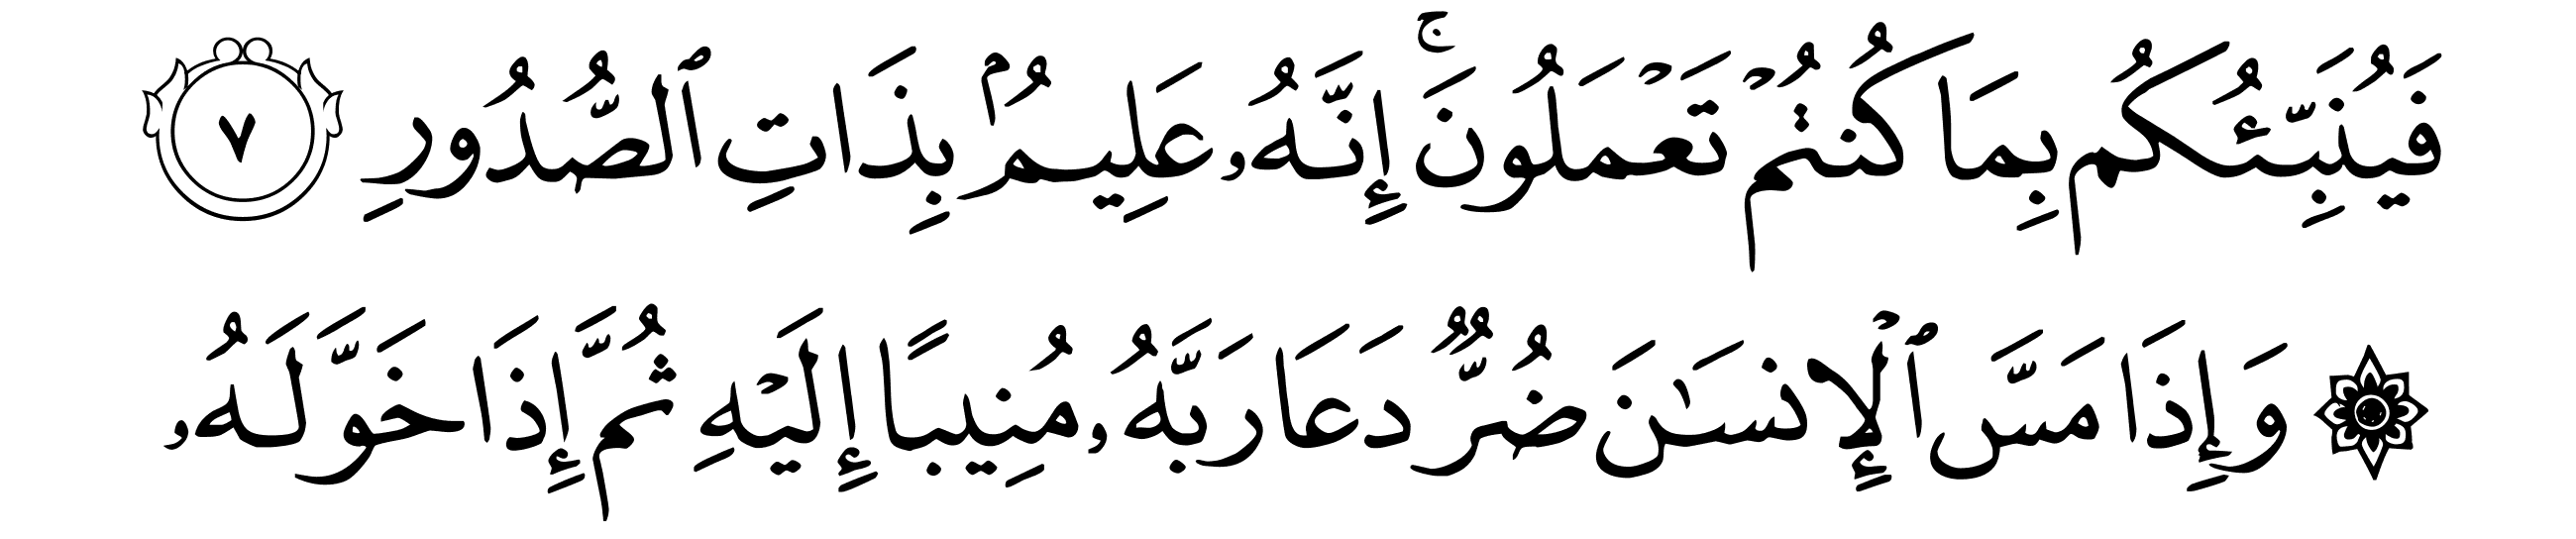 فَيُنَبِّئُكُم بِمَا كُنتُمْ تَعْمَلُونَ ۚ إِنَّهُۥ عَلِيمُۢ بِذَاتِ ٱلصُّدُورِ ٧
۞ وَإِذَا مَسَّ ٱلْإِنسَـٰنَ ضُرٌّ دَعَا رَبَّهُۥ مُنِيبًا إِلَيْهِ ثُمَّ إِذَا خَوَّلَهُۥ